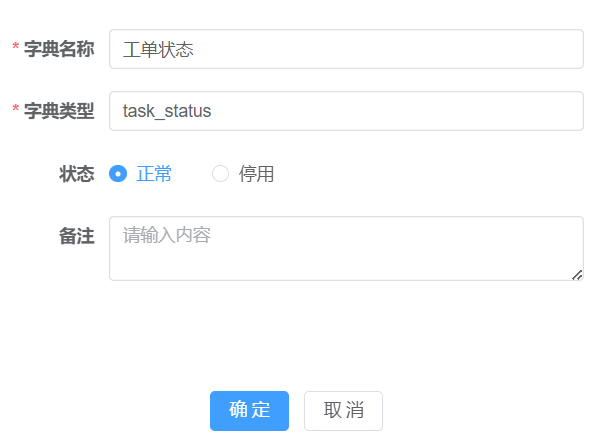 * 字典名称 工单状态
* 字典类型 task_status
状态 正常 停用
备注 请输入内容
确定 取消